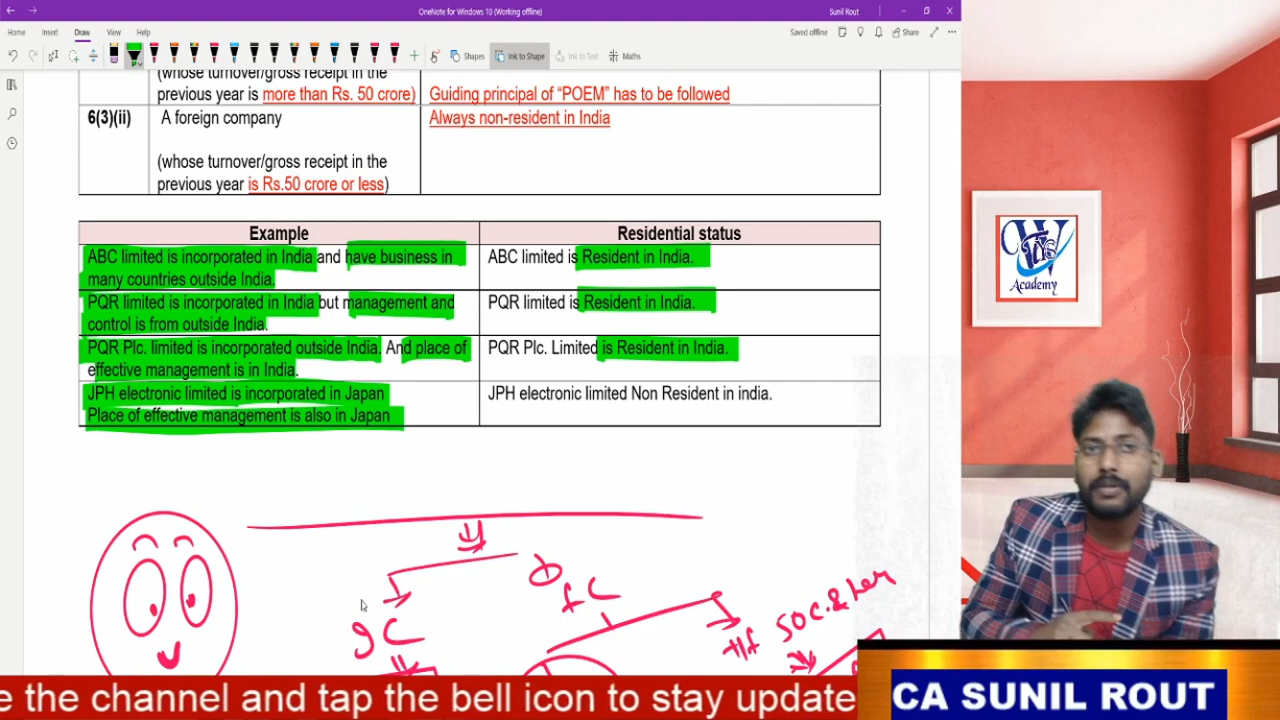 OneNote for Windows 10 (Working offline)
Sunil Rout
Home Insert Draw View Help
Saved offline
Share
Shapes
Ink to Shape
Ink to Text
Maths
(whose turnover/gross receipt in the
previous year is more than Rs. 50 crore)
Guiding principal of “POEM” has to be followed
6(3)(ii)
A foreign company
Always non-resident in India
(whose turnover/gross receipt in the
previous year is Rs.50 crore or less)
Example
Residential status
ABC limited is incorporated in India and have business in
many countries outside India.
ABC limited is Resident in India.
PQR limited is incorporated in India but management and
control is from outside India.
PQR limited is Resident in India.
PQR Plc. limited is incorporated outside India. And place of
effective management is in India.
PQR Plc. Limited is Resident in India.
JPH electronic limited is incorporated in Japan
Place of effective management is also in Japan
JPH electronic limited Non Resident in india.
Academy
fC
50 C. &
T/f
e the channel and tap the bell icon to stay update
CA SUNIL ROUT